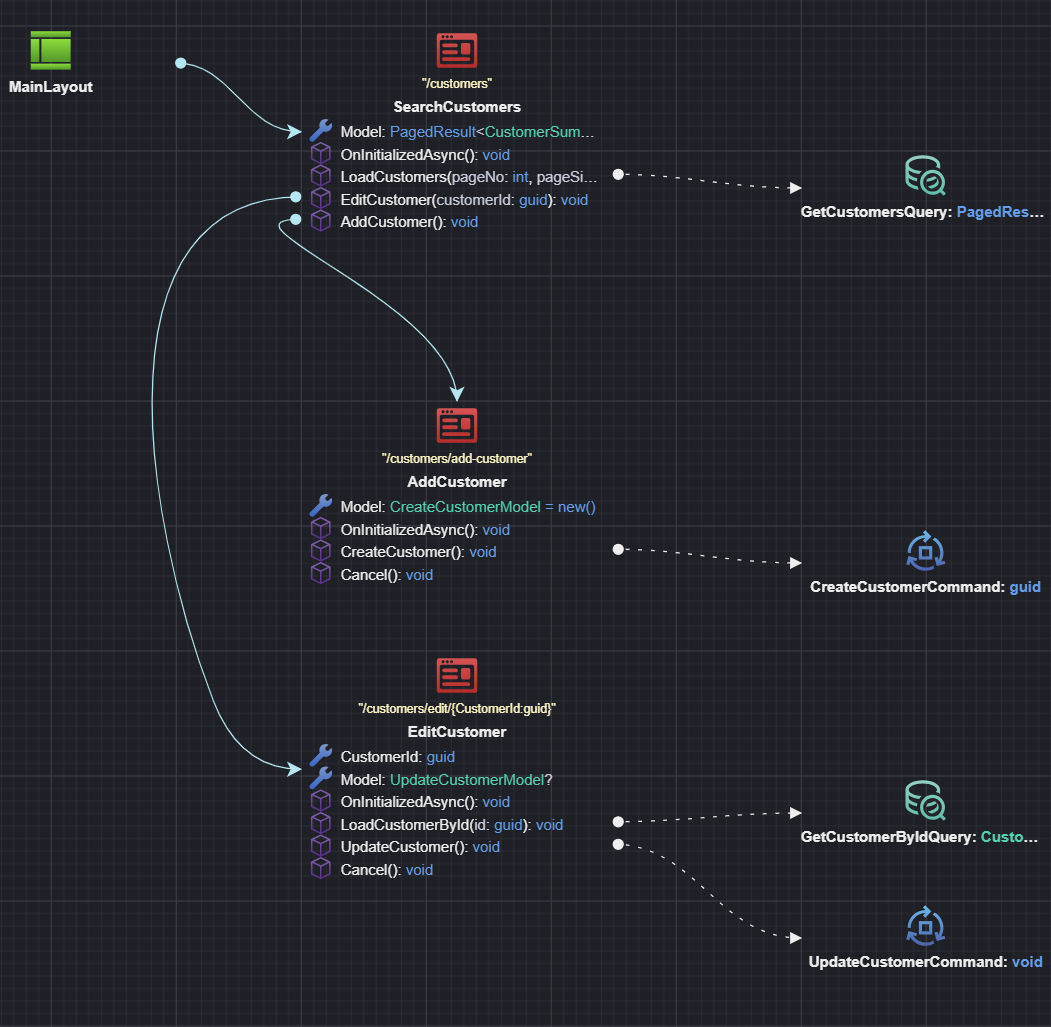 MainLayout
"/customers"
SearchCustomers
Model: PagedResult<CustomerSum...
OnInitializedAsync(): void
LoadCustomers(pageNo: int, pageSi...
EditCustomer(customerId: guid): void
AddCustomer(): void
GetCustomersQuery: PagedRes...
"/customers/add-customer"
AddCustomer
Model: CreateCustomerModel = new()
OnInitializedAsync(): void
CreateCustomer(): void
Cancel(): void
CreateCustomerCommand: guid
"/customers/edit/{CustomerId:guid}"
EditCustomer
CustomerId: guid
Model: UpdateCustomerModel?
OnInitializedAsync(): void
LoadCustomerById(id: guid): void
UpdateCustomer(): void
Cancel(): void
GetCustomerByIdQuery: Custo...
UpdateCustomerCommand: void